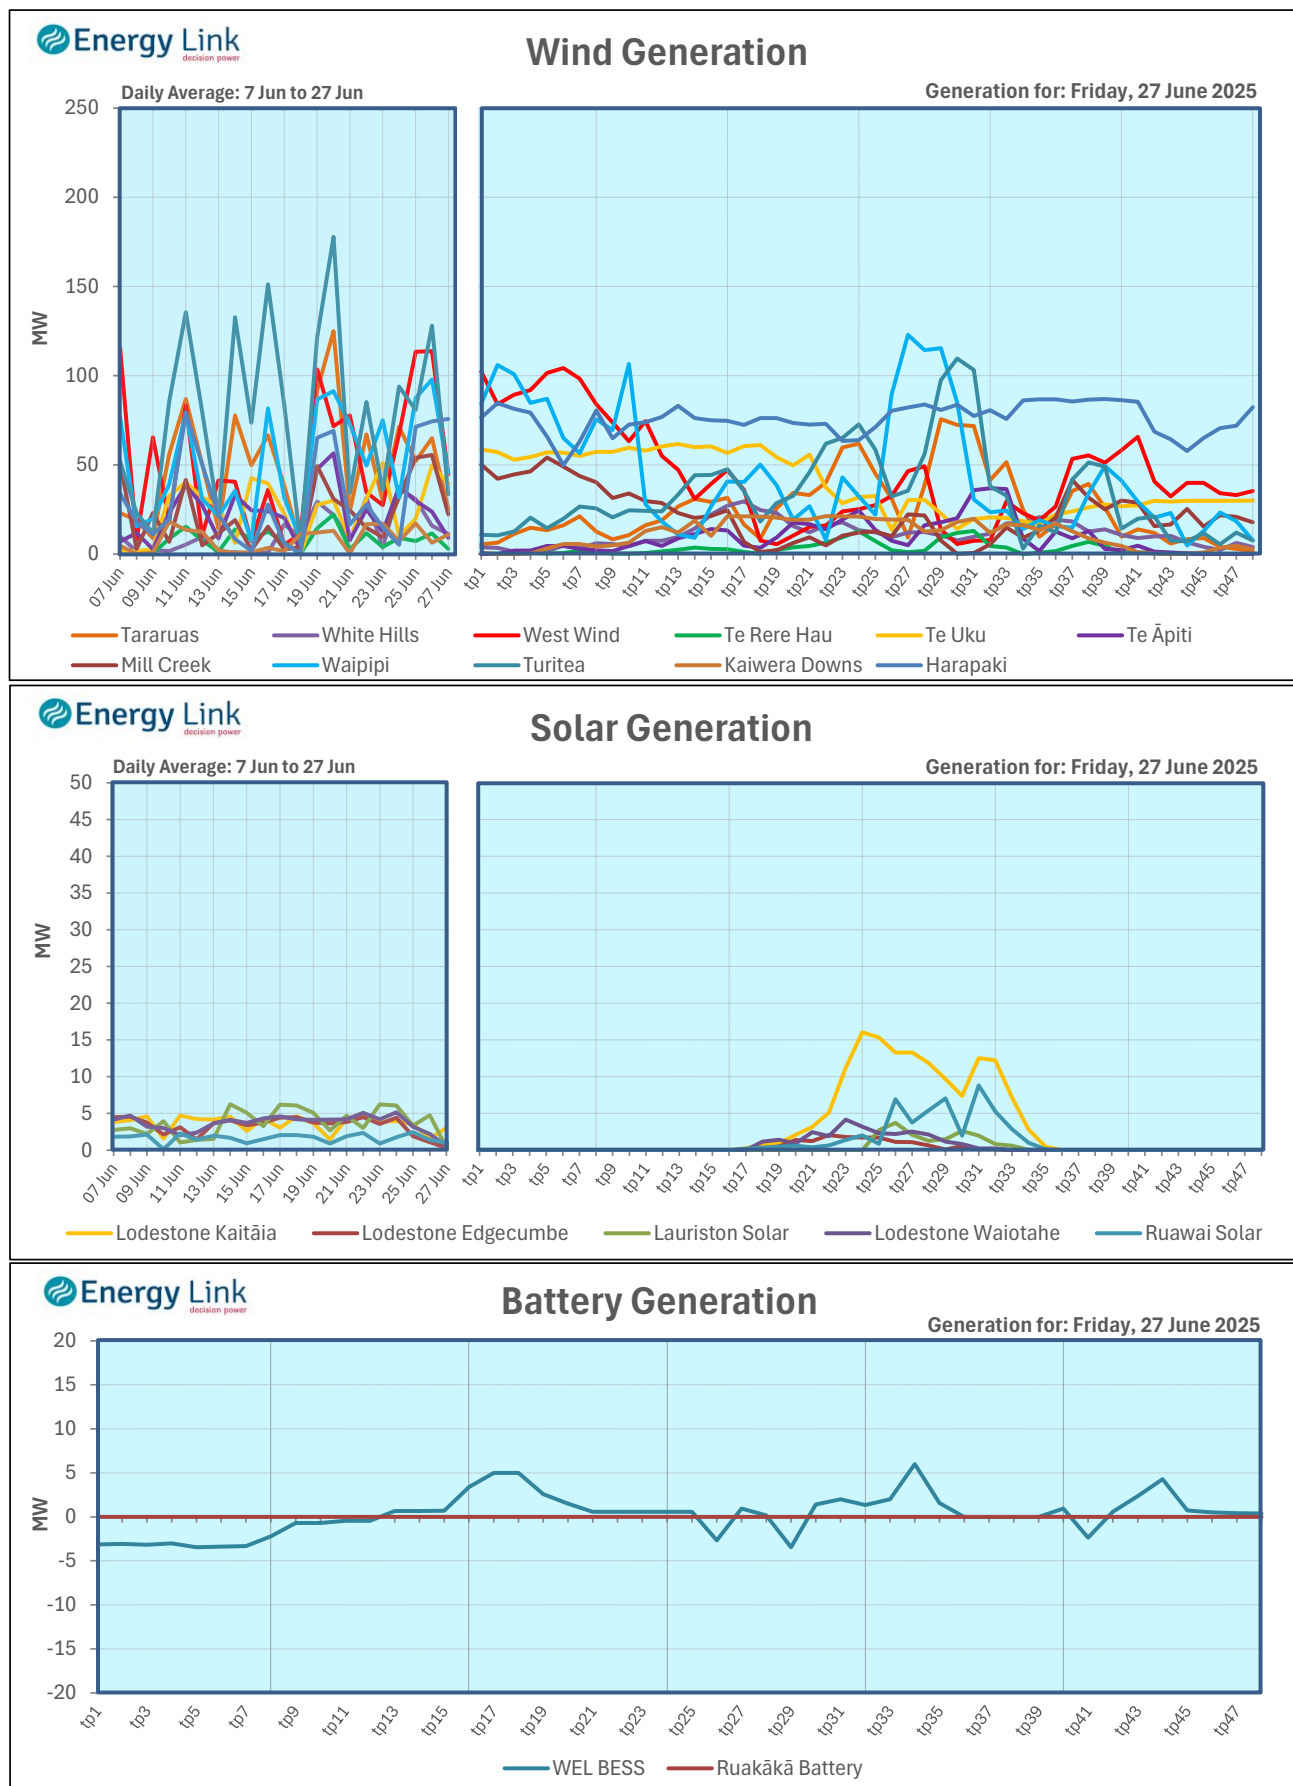 Energy Link
decision power
Wind Generation
Daily Average: 7 Jun to 27 Jun
Generation for: Friday, 27 June 2025
250
200
150
100
50
0
MW
07 Jun
09 Jun
11 Jun
13 Jun
15 Jun
17 Jun
19 Jun
21 Jun
23 Jun
25 Jun
27 Jun
tp1
tp3
tp5
tp7
tp9
tp11
tp13
tp15
tp17
tp19
tp21
tp23
tp25
tp27
tp29
tp31
tp33
tp35
tp37
tp39
tp41
tp43
tp45
tp47
Tararuas White Hills West Wind Te Rere Hau Te Uku Te Āpiti
Mill Creek Waipipi Turitea Kaiwera Downs Harapaki
Energy Link
decision power
Solar Generation
Daily Average: 7 Jun to 27 Jun
Generation for: Friday, 27 June 2025
50
45
40
35
30
25
20
15
10
5
0
MW
07 Jun
09 Jun
11 Jun
13 Jun
15 Jun
17 Jun
19 Jun
21 Jun
23 Jun
25 Jun
27 Jun
tp1
tp3
tp5
tp7
tp9
tp11
tp13
tp15
tp17
tp19
tp21
tp23
tp25
tp27
tp29
tp31
tp33
tp35
tp37
tp39
tp41
tp43
tp45
tp47
Lodestone Kaitāia Lodestone Edgecumbe Lauriston Solar Lodestone Waiotahe Ruawai Solar
Energy Link
decision power
Battery Generation
Generation for: Friday, 27 June 2025
20
15
10
5
0
-5
-10
-15
-20
MW
tp1
tp3
tp5
tp7
tp9
tp11
tp13
tp15
tp17
tp19
tp21
tp23
tp25
tp27
tp29
tp31
tp33
tp35
tp37
tp39
tp41
tp43
tp45
tp47
WEL BESS Ruakākā Battery